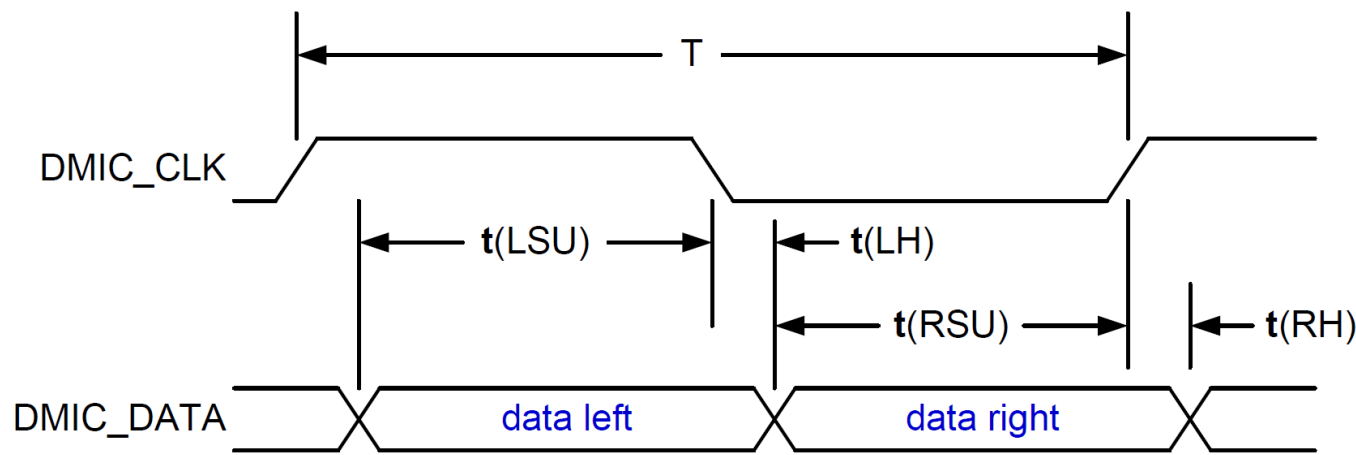 T
DMIC_CLK
t(LSU) t(LH)
t(RSU) t(RH)
DMIC_DATA data left data right